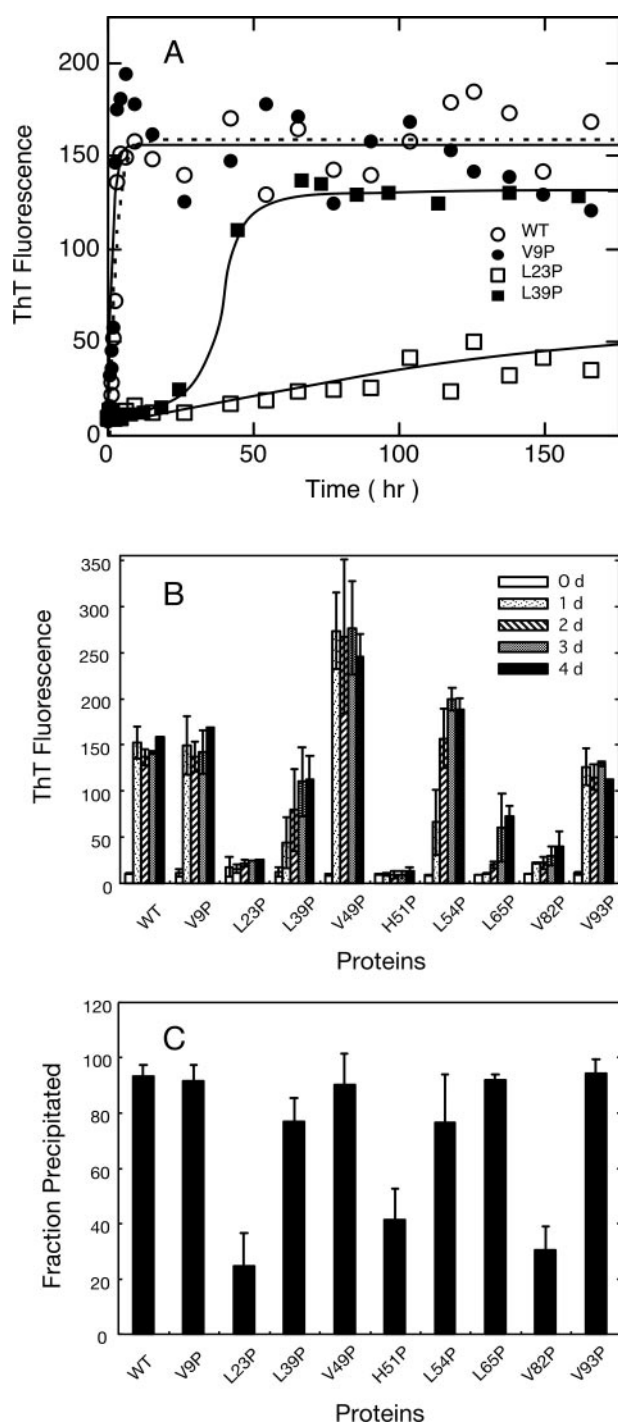 A
200
150
100
50
0
ThT Fluorescence
WT
V9P
L23P
L39P
0 50 100 150
Time ( hr )
B
350
300
250
200
150
100
50
0
ThT Fluorescence
0 d
1 d
2 d
3 d
4 d
WT V9P L23P L39P V49P H51P L54P L65P V82P V93P
Proteins
C
120
100
80
60
40
20
0
Fraction Precipitated
WT V9P L23P L39P V49P H51P L54P L65P V82P V93P
Proteins